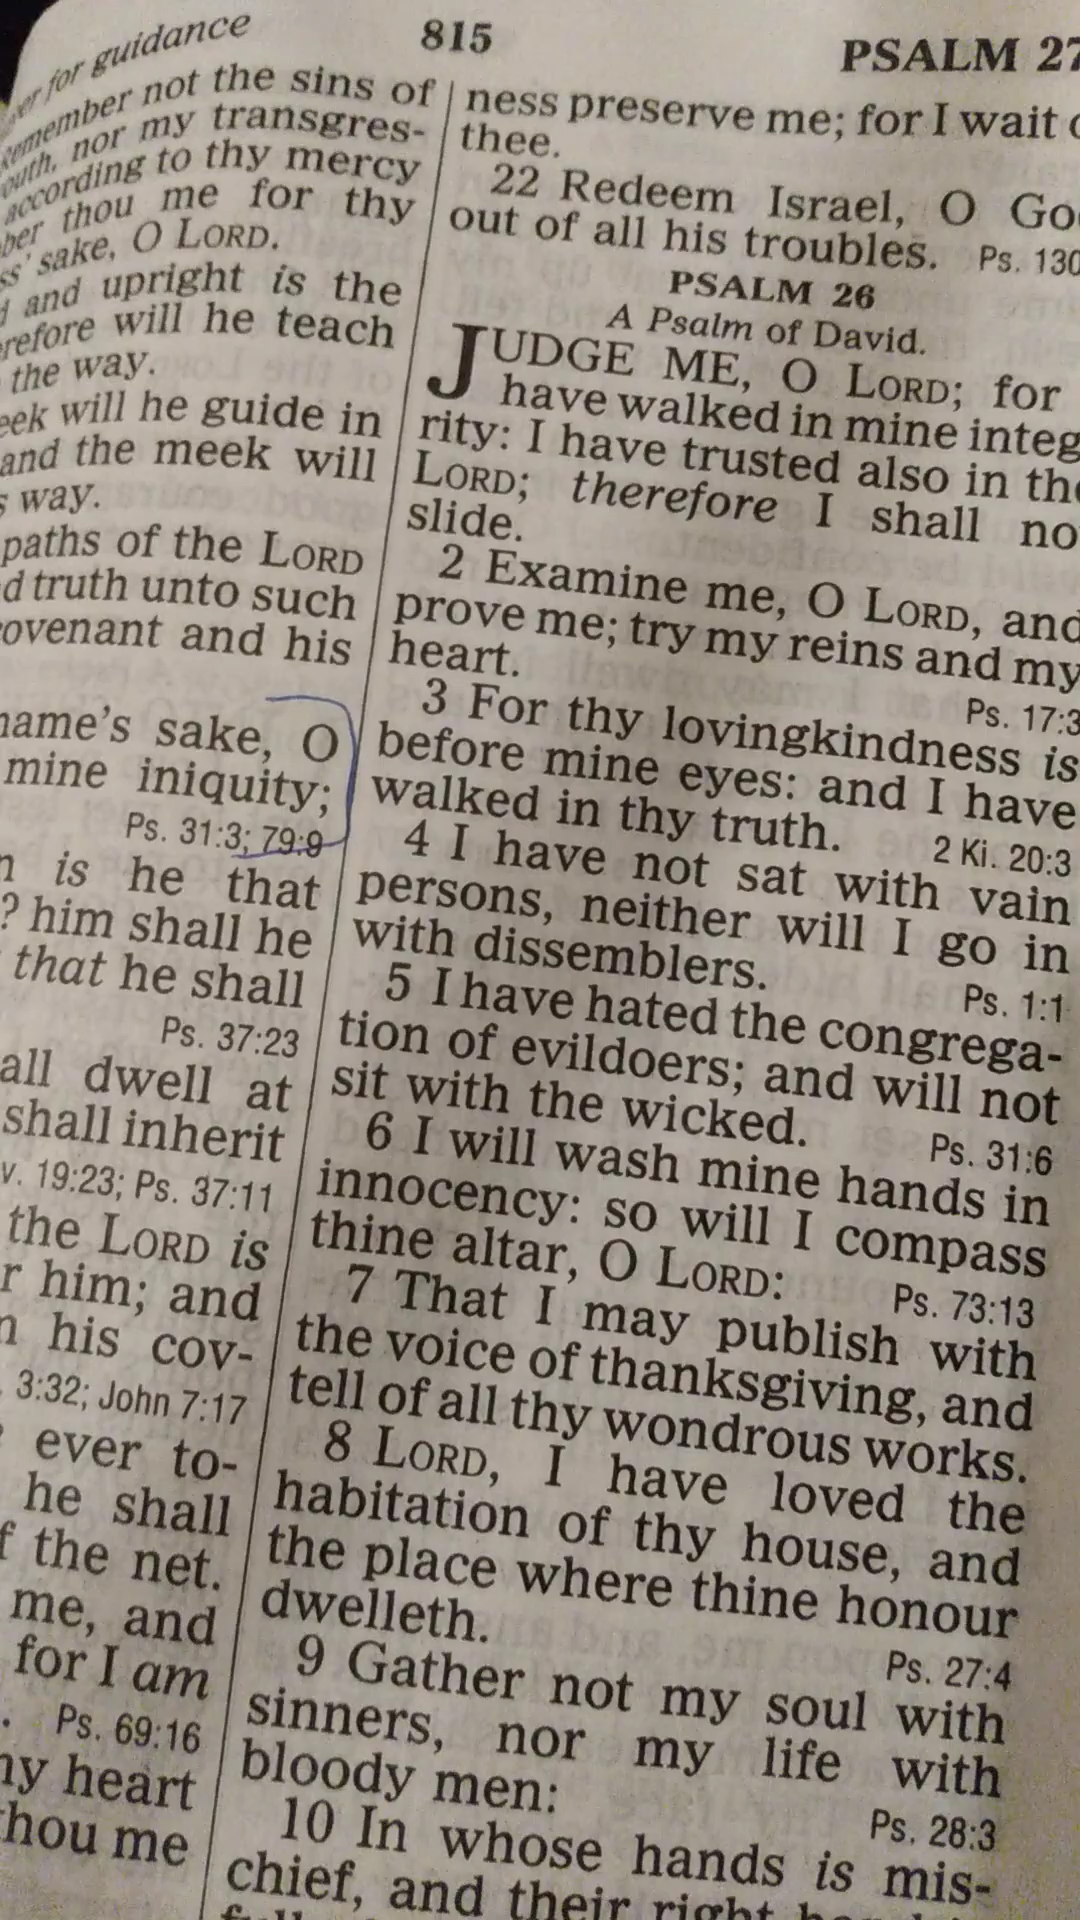 for guidance
815
PSALM 27
not the sins of
nor my transgres-
according to thy mercy
thou me for thy
sake, O LORD.
and upright is the
will he teach
the way.
will he guide in
and the meek will
way.
paths of the LORD
truth unto such
and his
sake, O
mine iniquity;
Ps. 31:3; 79:9
is he that
? him shall he
that he shall
Ps. 37:23
dwell at
shall inherit
19:23; Ps. 37:11
the LORD is
him; and
his cov-
3:32; John 7:17
ever to-
he shall
the net.
me, and
for I am
Ps. 69:16
heart
me
ness preserve me; for I wait
thee.
22 Redeem Israel, O
out of all his troubles. Ps. 130
PSALM 26
A Psalm of David.
JUDGE ME, O LORD; for
have walked in mine integ
rity: I have trusted also in
LORD; therefore I shall
slide.
2 Examine me, O LORD, and
prove me; try my reins and my
heart.
Ps. 17:3
3 For thy lovingkindness is
before mine eyes: and I have
walked in thy truth. 2 Ki. 20:3
4 I have not sat with vain
persons, neither will I go in
with dissemblers.
Ps. 1:1
5 I have hated the congrega-
tion of evildoers; and will not
sit with the wicked.
Ps. 31:6
6 I will wash mine hands in
innocency: so will I compass
thine altar, O LORD:
Ps. 73:13
7 That I may publish with
the voice of thanksgiving, and
tell of all thy wondrous works.
8 LORD, I have loved the
habitation of thy house, and
the place where thine honour
dwelleth.
Ps. 27:4
9 Gather not my soul with
sinners, nor my life with
bloody men:
Ps. 28:3
10 In whose hands is mis-
chief, and their right